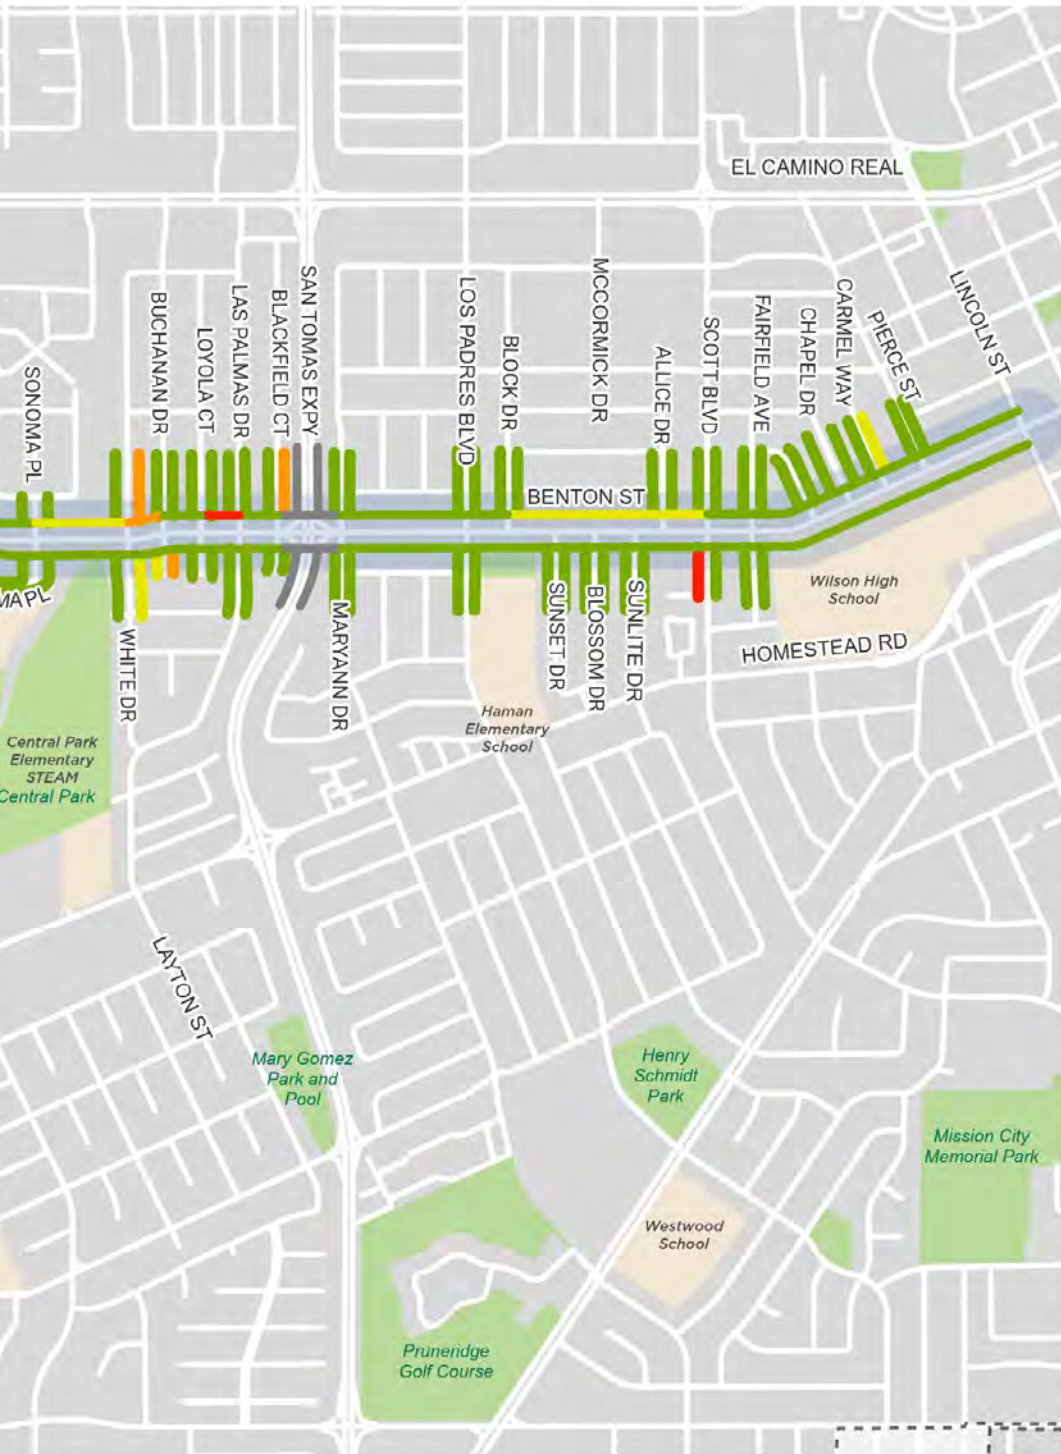 EL CAMINO REAL
LINCOLN ST
SONOMA PL
BUCHANAN DR
LOYOLA CT
LAS PALMAS DR
BLACKFIELD CT
SAN TOMAS EXPY
LOS PADRES BLVD
BLOCK DR
MCCORMICK DR
ALLICE DR
SCOTT BLVD
FAIRFIELD AVE
CHAPEL DR
CARMEL WAY
PIERCE ST
BENTON ST
MA PL
WHITE DR
MARYANN DR
SUNSET DR
BLOSSOM DR
SUNLITE DR
Wilson High
School
HOMESTEAD RD
Haman
Elementary
School
Central Park
Elementary
STEAM
Central Park
LAYTON ST
Mary Gomez
Park and
Pool
Henry
Schmidt
Park
Mission City
Memorial Park
Westwood
School
Pruneridge
Golf Course